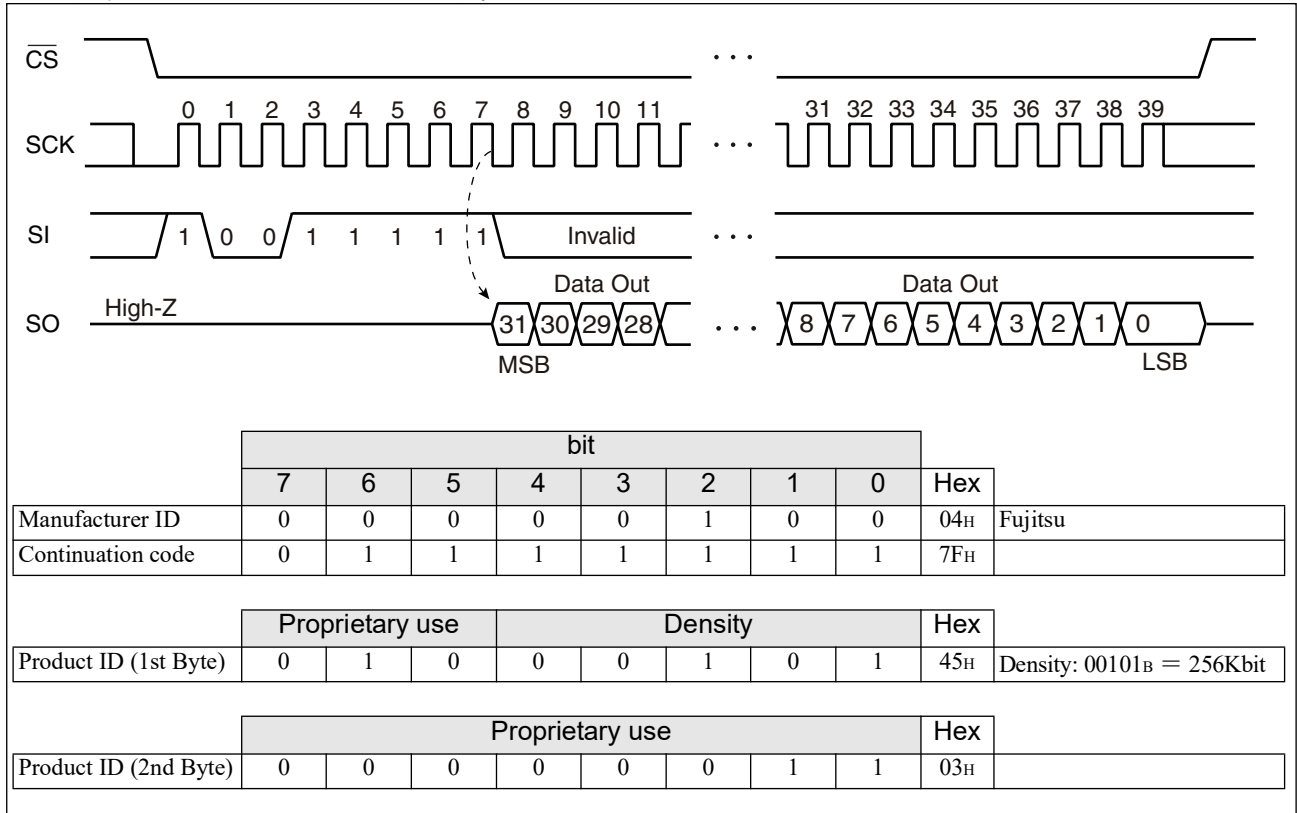 CS
. . .
0 1 2 3 4 5 6 7 8 9 10 11 31 32 33 34 35 36 37 38 39
SCK . . .
SI 1 0 0 1 1 1 1 1 Invalid . . .
Data Out Data Out
High-Z
SO 31 30 29 28 . . . 8 7 6 5 4 3 2 1 0
MSB LSB
bit
7 6 5 4 3 2 1 0 Hex
Manufacturer ID 0 0 0 0 0 1 0 0 04H Fujitsu
Continuation code 0 1 1 1 1 1 1 1 7FH
Proprietary use Density Hex
Product ID (1st Byte) 0 1 0 0 0 1 0 1 45H Density: 00101B = 256Kbit
Proprietary use Hex
Product ID (2nd Byte) 0 0 0 0 0 0 1 1 03H